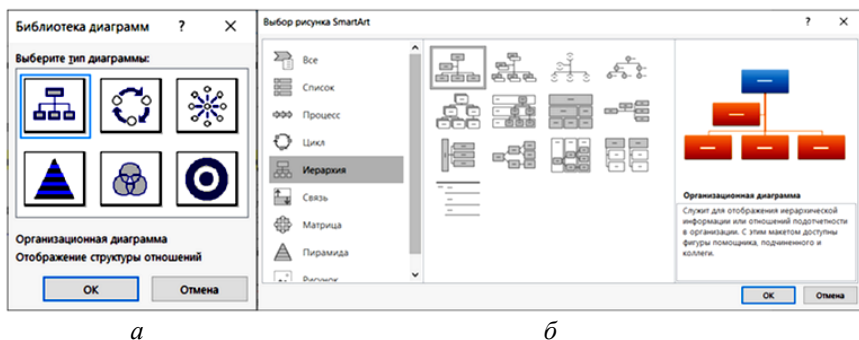 Библиотека диаграмм ? X
Выберите тип диаграммы:
Организационная диаграмма
Отображение структуры отношений
ОК Отмена
а
Выбор рисунка SmartArt ? X
Все
Список
Процесс
Цикл
Иерархия
Связь
Матрица
Пирамида
Рисунок
Организационная диаграмма
Служит для отображения иерархической
информации или отношений подотчетности
в организации. С этим макетом доступны
фигуры помощника, подчиненного и
коллеги.
ОК Отмена
б